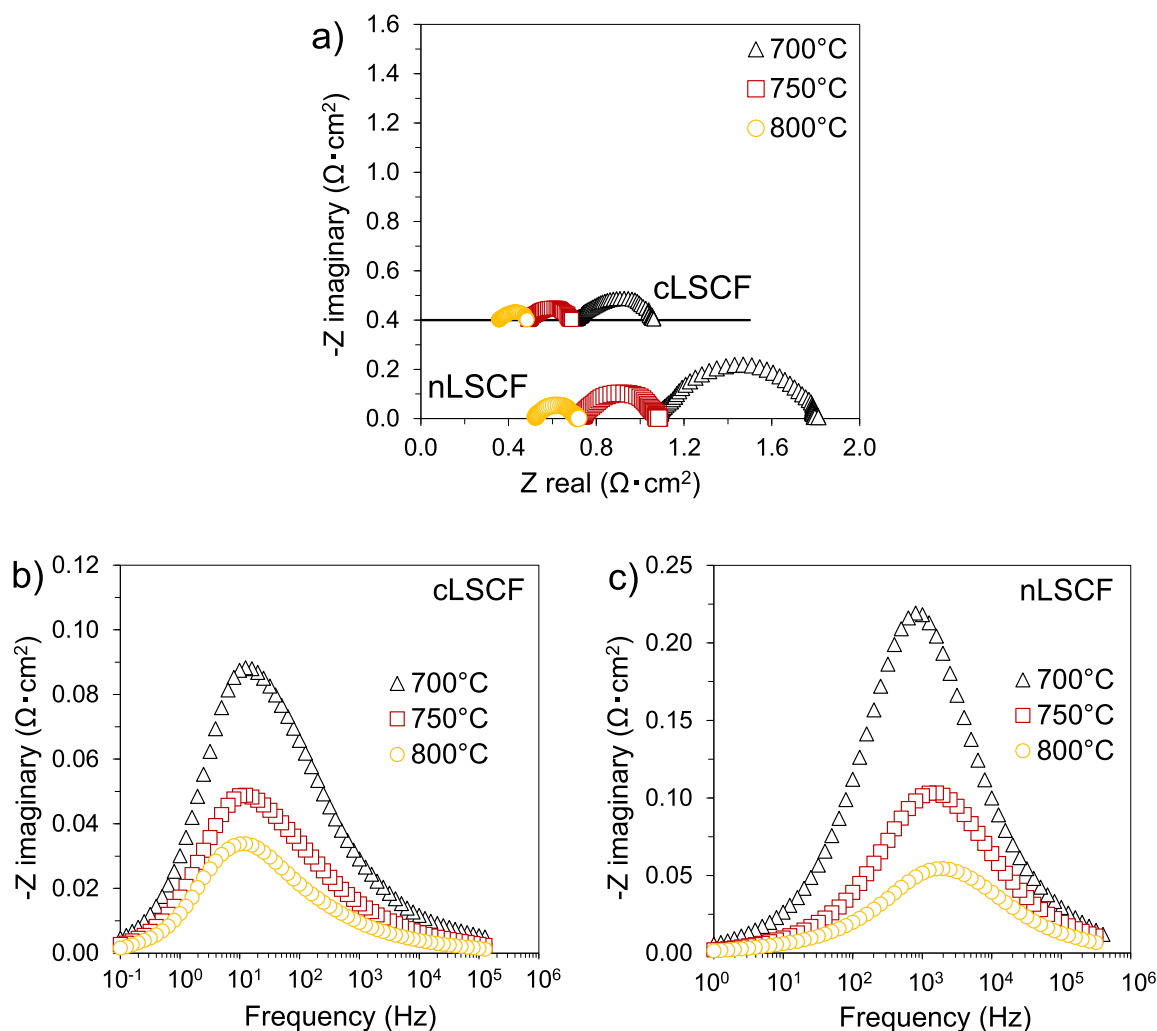 a)
-Z imaginary (Ω·cm²)
1.6
1.4
1.2
1.0
0.8
0.6
0.4
0.2
0.0
700°C
750°C
800°C
cLSCF
nLSCF
0.0 0.4 0.8 1.2 1.6 2.0
Z real (Ω·cm²)
b)
-Z imaginary (Ω·cm²)
0.12
0.10
0.08
0.06
0.04
0.02
0.00
cLSCF
700°C
750°C
800°C
10⁻¹ 10⁰ 10¹ 10² 10³ 10⁴ 10⁵ 10⁶
Frequency (Hz)
c)
-Z imaginary (Ω·cm²)
0.25
0.20
0.15
0.10
0.05
0.00
nLSCF
700°C
750°C
800°C
10⁰ 10¹ 10² 10³ 10⁴ 10⁵ 10⁶
Frequency (Hz)